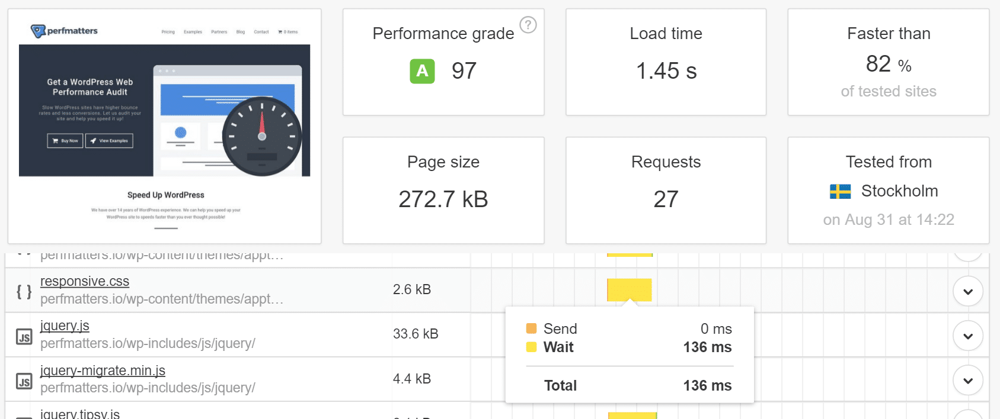 perfmatters
Pricing Examples Partners Blog Contact 0 items
Get a WordPress Web
Performance Audit
Slow WordPress sites have higher bounce
rates and less conversions. Let us audit your
site and help you speed it up!
Buy Now View Examples
Speed Up WordPress
We have over 14 years of WordPress experience. We can help you speed up your
WordPress site to speeds faster than you ever thought possible!
Performance grade ?
A 97
Load time
1.45 s
Faster than
82 %
of tested sites
Page size
272.7 kB
Requests
27
Tested from
Stockholm
on Aug 31 at 14:22
perfmatters.io/wp-content/themes/appt…
{ } responsive.css
perfmatters.io/wp-content/themes/appt…
2.6 kB
JS jquery.js
perfmatters.io/wp-includes/js/jquery/
33.6 kB
JS jquery-migrate.min.js
perfmatters.io/wp-includes/js/jquery/
4.4 kB
jquery.tipsy.js
Send 0 ms
Wait 136 ms
Total 136 ms